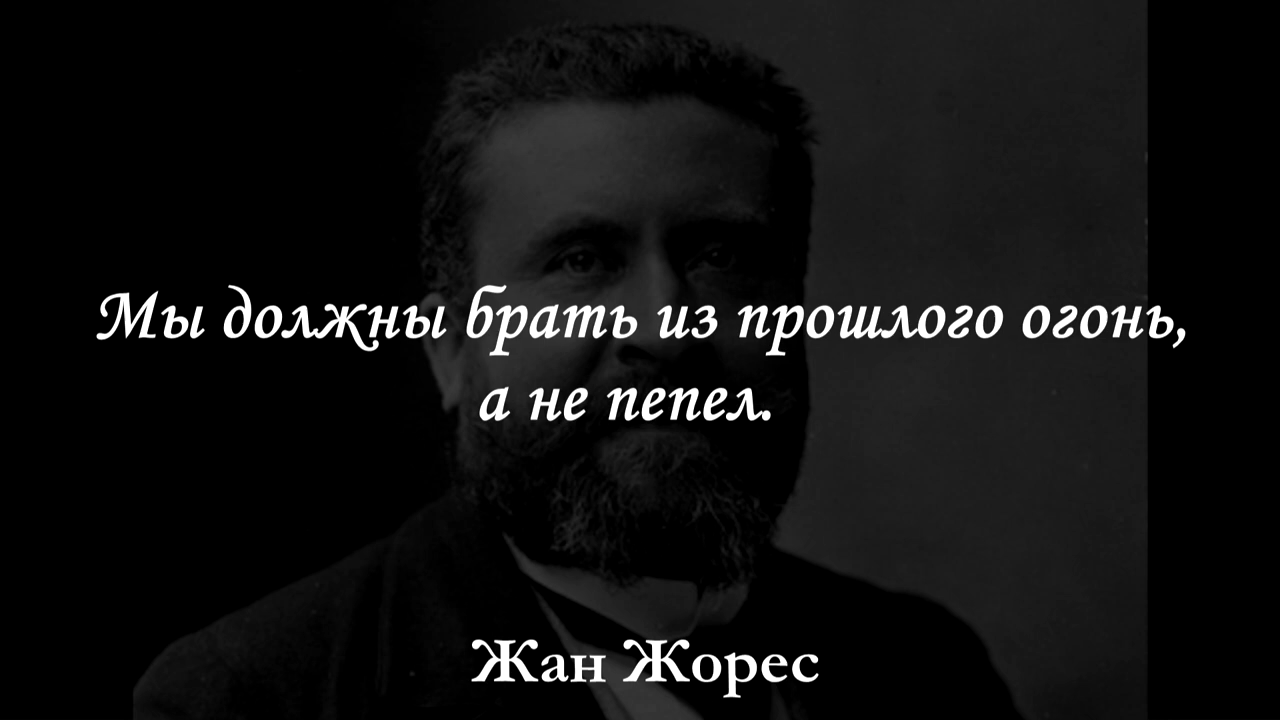 Мы должны брать из прошлого огонь,
а не пепел.
Жан Жорес